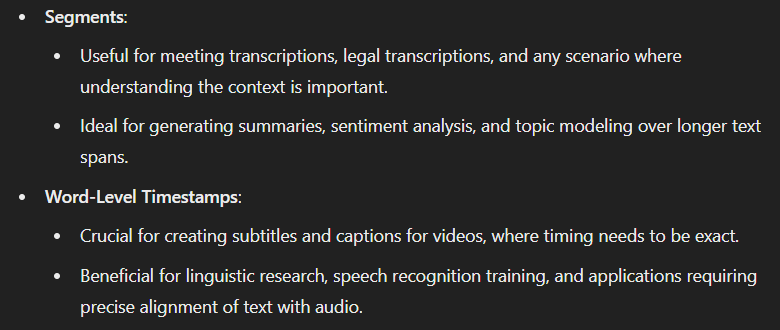 • Segments:
• Useful for meeting transcriptions, legal transcriptions, and any scenario where
understanding the context is important.
• Ideal for generating summaries, sentiment analysis, and topic modeling over longer text
spans.
• Word-Level Timestamps:
• Crucial for creating subtitles and captions for videos, where timing needs to be exact.
• Beneficial for linguistic research, speech recognition training, and applications requiring
precise alignment of text with audio.